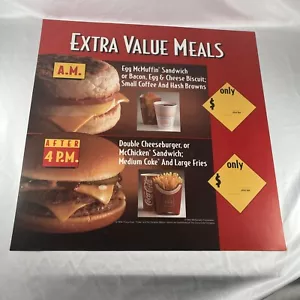 EXTRA VALUE MEALS
A.M.
Egg McMuffin® Sandwich
or Bacon, Egg & Cheese Biscuit;
Small Coffee And Hash Browns
only
$
AFTER
4 P.M.
Double Cheeseburger, or
McChicken® Sandwich;
Medium Coke® And Large Fries
only
$